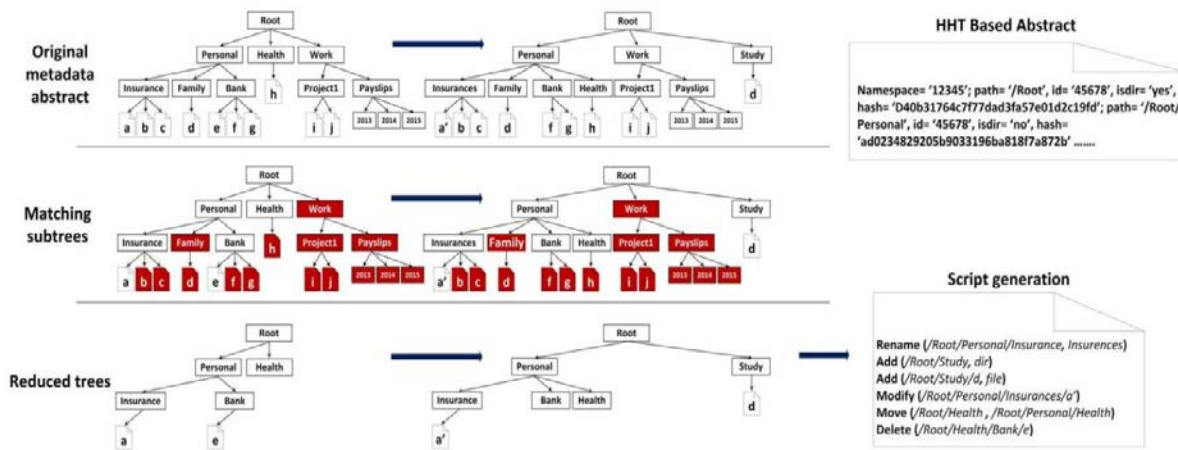 Original
metadata
abstract
Root
Personal Health Work
Insurance Family Bank Project1 Payslips
h
a b c d e f g i j 2013 2014 2015
Root
Personal Work Study
Insurances Family Bank Health Project1 Payslips
d
a' b c d f g h i j 2013 2014 2015
HHT Based Abstract
Namespace= '12345'; path= '/Root', id= '45678', isdir= 'yes',
hash= 'D40b31764c7f77dad3fa57e01d2c19fd'; path= '/Root/
Personal', id= '45678', isdir= 'no', hash=
'ad0234829205b9033196ba818f7a872b' …….
Matching
subtrees
Root
Personal Health Work
Insurance Family Bank Project1 Payslips
h
a b c d e f g i j 2013 2014 2015
Root
Personal Work Study
Insurances Family Bank Health Project1 Payslips
d
a' b c d f g h i j 2013 2014 2015
Reduced trees
Root
Personal Health
Insurance Bank
a e
Root
Personal Study
Insurance Bank Health
d
a'
Script generation
Rename (/Root/Personal/Insurance, Insurences)
Add (/Root/Study, dir)
Add (/Root/Study/d, file)
Modify (/Root/Personal/Insurances/a')
Move (/Root/Health , /Root/Personal/Health)
Delete (/Root/Health/Bank/e)